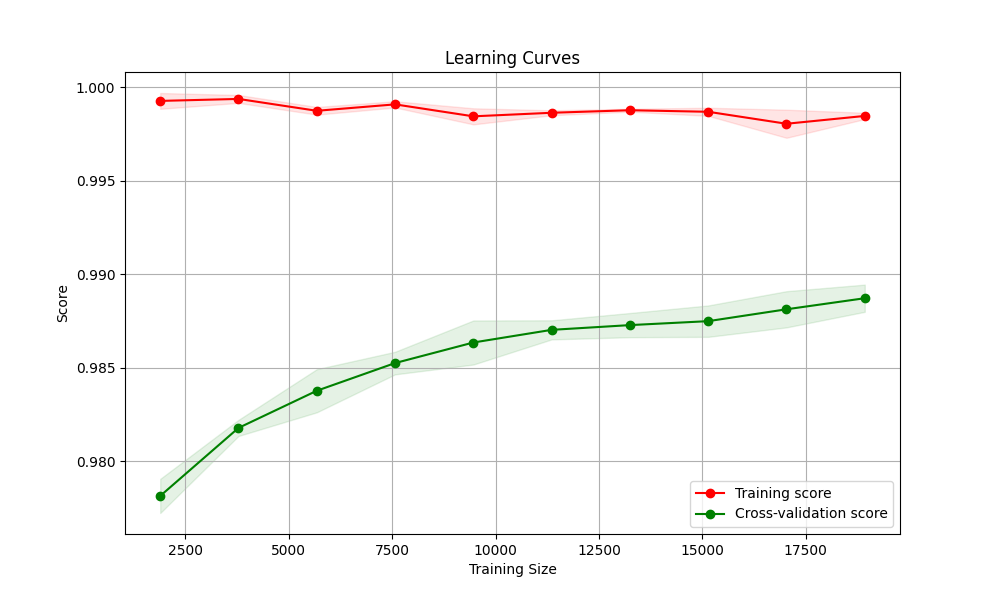 Learning Curves
1.000
0.995
0.990
0.985
0.980
Score
2500 5000 7500 10000 12500 15000 17500
Training Size
Training score
Cross-validation score